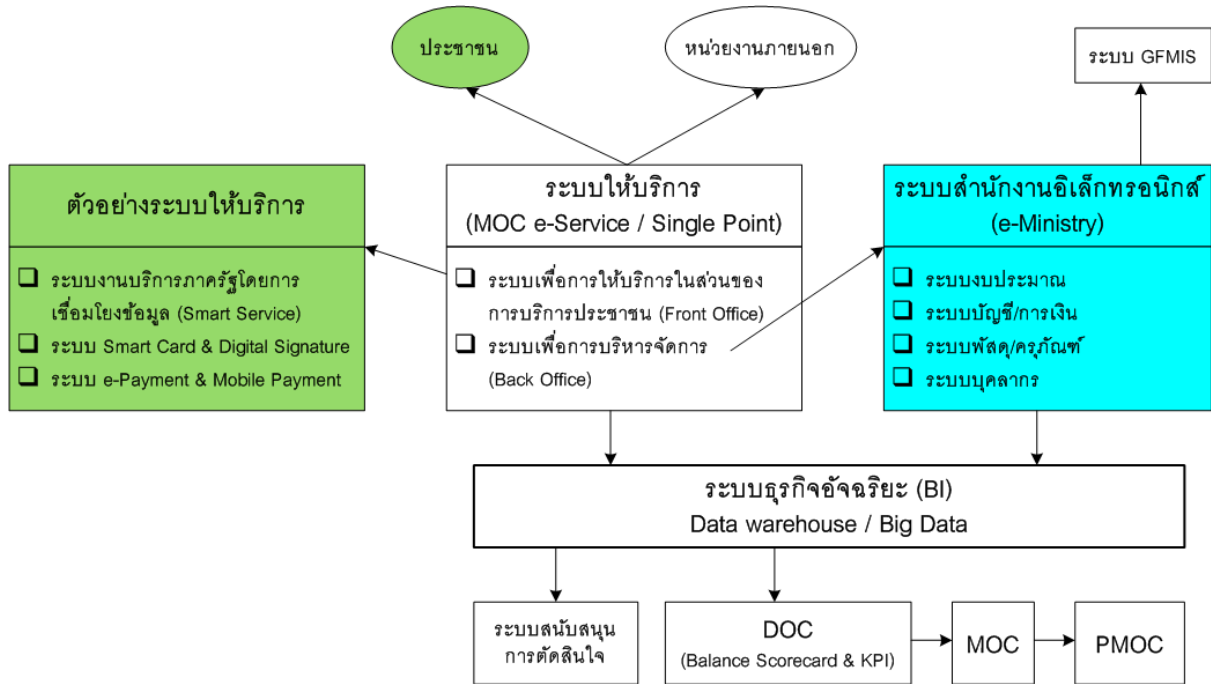 ประชาชน
หน่วยงานภายนอก
ระบบ GFMIS
ตัวอย่างระบบให้บริการ
ระบบงานบริการภาครัฐโดยการ
เชื่อมโยงข้อมูล (Smart Service)
ระบบ Smart Card & Digital Signature
ระบบ e-Payment & Mobile Payment
ระบบให้บริการ
(MOC e-Service / Single Point)
ระบบเพื่อการให้บริการในส่วนของ
การบริการประชาชน (Front Office)
ระบบเพื่อการบริหารจัดการ
(Back Office)
ระบบสำนักงานอิเล็กทรอนิกส์
(e-Ministry)
ระบบงบประมาณ
ระบบบัญชี/การเงิน
ระบบพัสดุ/ครุภัณฑ์
ระบบบุคลากร
ระบบธุรกิจอัจฉริยะ (BI)
Data warehouse / Big Data
ระบบสนับสนุน
การตัดสินใจ
DOC
(Balance Scorecard & KPI)
MOC
PMOC